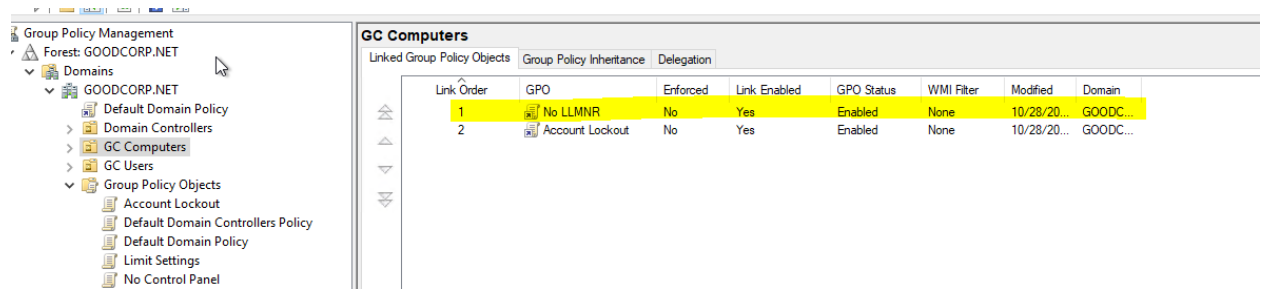 Group Policy Management
Forest: GOODCORP.NET
Domains
GOODCORP.NET
Default Domain Policy
Domain Controllers
GC Computers
GC Users
Group Policy Objects
Account Lockout
Default Domain Controllers Policy
Default Domain Policy
Limit Settings
No Control Panel
GC Computers
Linked Group Policy Objects Group Policy Inheritance Delegation
Link Order GPO Enforced Link Enabled GPO Status WMI Filter Modified Domain
1 No LLMNR No Yes Enabled None 10/28/20... GOODC...
2 Account Lockout No Yes Enabled None 10/28/20... GOODC...